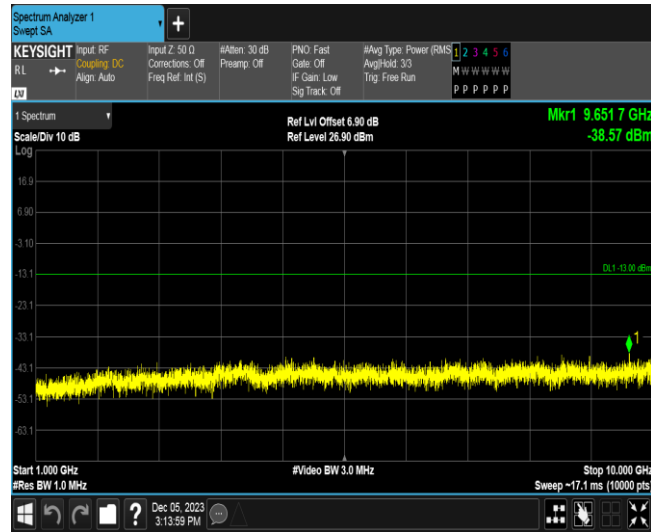 Spectrum Analyzer 1
Swept SA
+
KEYSIGHT
RL
LXI
Input: RF
Coupling: DC
Align: Auto
Input Z: 50 Ω
Corrections: Off
Freq Ref: Int (S)
#Atten: 30 dB
Preamp: Off
PNO: Fast
Gate: Off
IF Gain: Low
Sig Track: Off
#Avg Type: Power (RMS
Avg|Hold: 3/3
Trig: Free Run
1 2 3 4 5 6
M W W W W W
P P P P P P
1 Spectrum
Scale/Div 10 dB
Log
Ref Lvl Offset 6.90 dB
Ref Level 26.90 dBm
Mkr1 9.651 7 GHz
-38.57 dBm
16.9
6.90
-3.10
-13.1
DL1 -13.00 dBm
-23.1
-33.1
1
-43.1
-53.1
-63.1
Start 1.000 GHz
#Res BW 1.0 MHz
#Video BW 3.0 MHz
Stop 10.000 GHz
Sweep ~17.1 ms (10000 pts)
?
Dec 05, 2023
3:13:59 PM